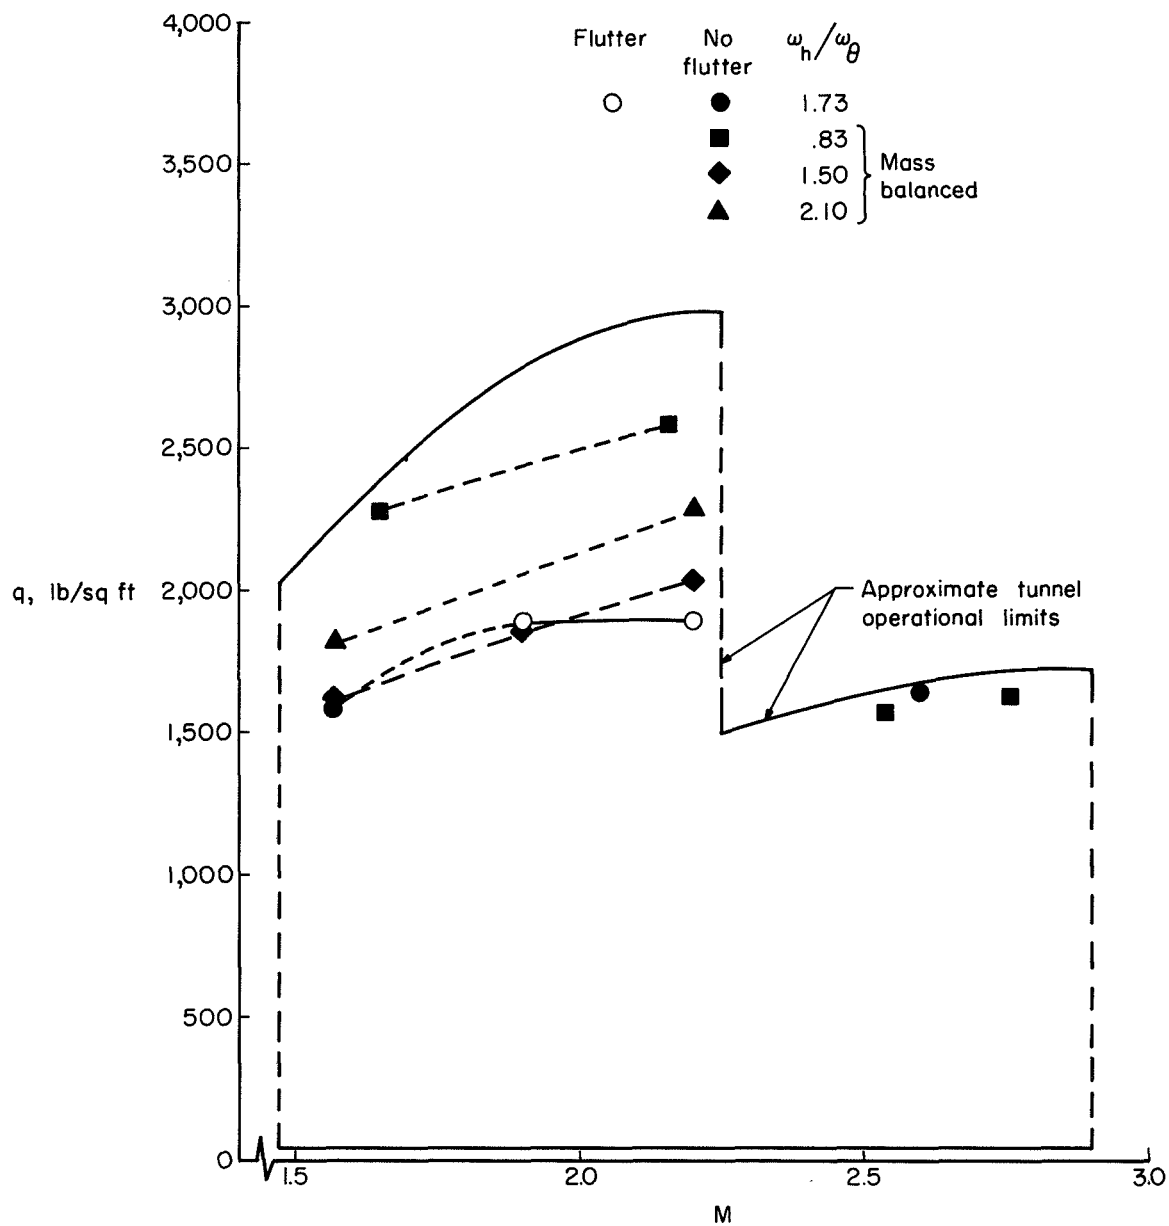 4,000
3,500
3,000
2,500
2,000
1,500
1,000
500
0
q, lb/sq ft
1.5
2.0
2.5
3.0
M
Flutter
No
flutter
ωh/ωθ
1.73
.83
1.50
2.10
Mass
balanced
Approximate tunnel
operational limits